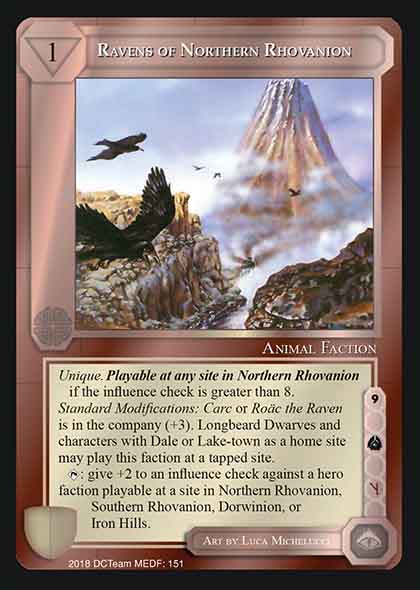 1
Ravens of Northern Rhovanion
Animal Faction
Unique. Playable at any site in Northern Rhovanion
if the influence check is greater than 8.
Standard Modifications: Carc or Roäc the Raven
is in the company (+3). Longbeard Dwarves and
characters with Dale or Lake-town as a home site
may play this faction at a tapped site.
: give +2 to an influence check against a hero
faction playable at a site in Northern Rhovanion,
Southern Rhovanion, Dorwinion, or
Iron Hills.
9
Art by Luca Michelucci
2018 DCTeam MEDF: 151